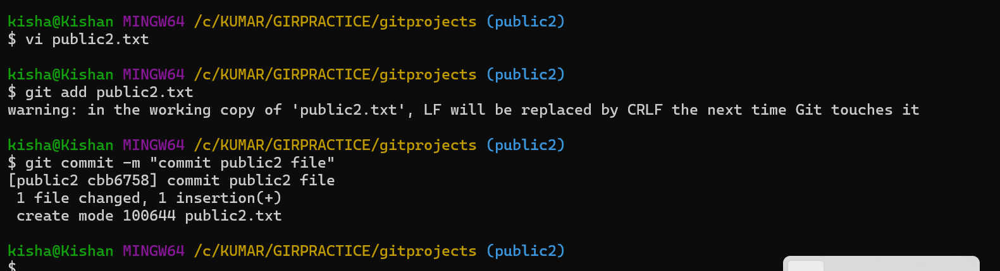 kisha@Kishan MINGW64 /c/KUMAR/GIRPRACTICE/gitprojects (public2)
$ vi public2.txt
kisha@Kishan MINGW64 /c/KUMAR/GIRPRACTICE/gitprojects (public2)
$ git add public2.txt
warning: in the working copy of 'public2.txt', LF will be replaced by CRLF the next time Git touches it
kisha@Kishan MINGW64 /c/KUMAR/GIRPRACTICE/gitprojects (public2)
$ git commit -m "commit public2 file"
[public2 cbb6758] commit public2 file
 1 file changed, 1 insertion(+)
 create mode 100644 public2.txt
kisha@Kishan MINGW64 /c/KUMAR/GIRPRACTICE/gitprojects (public2)
$